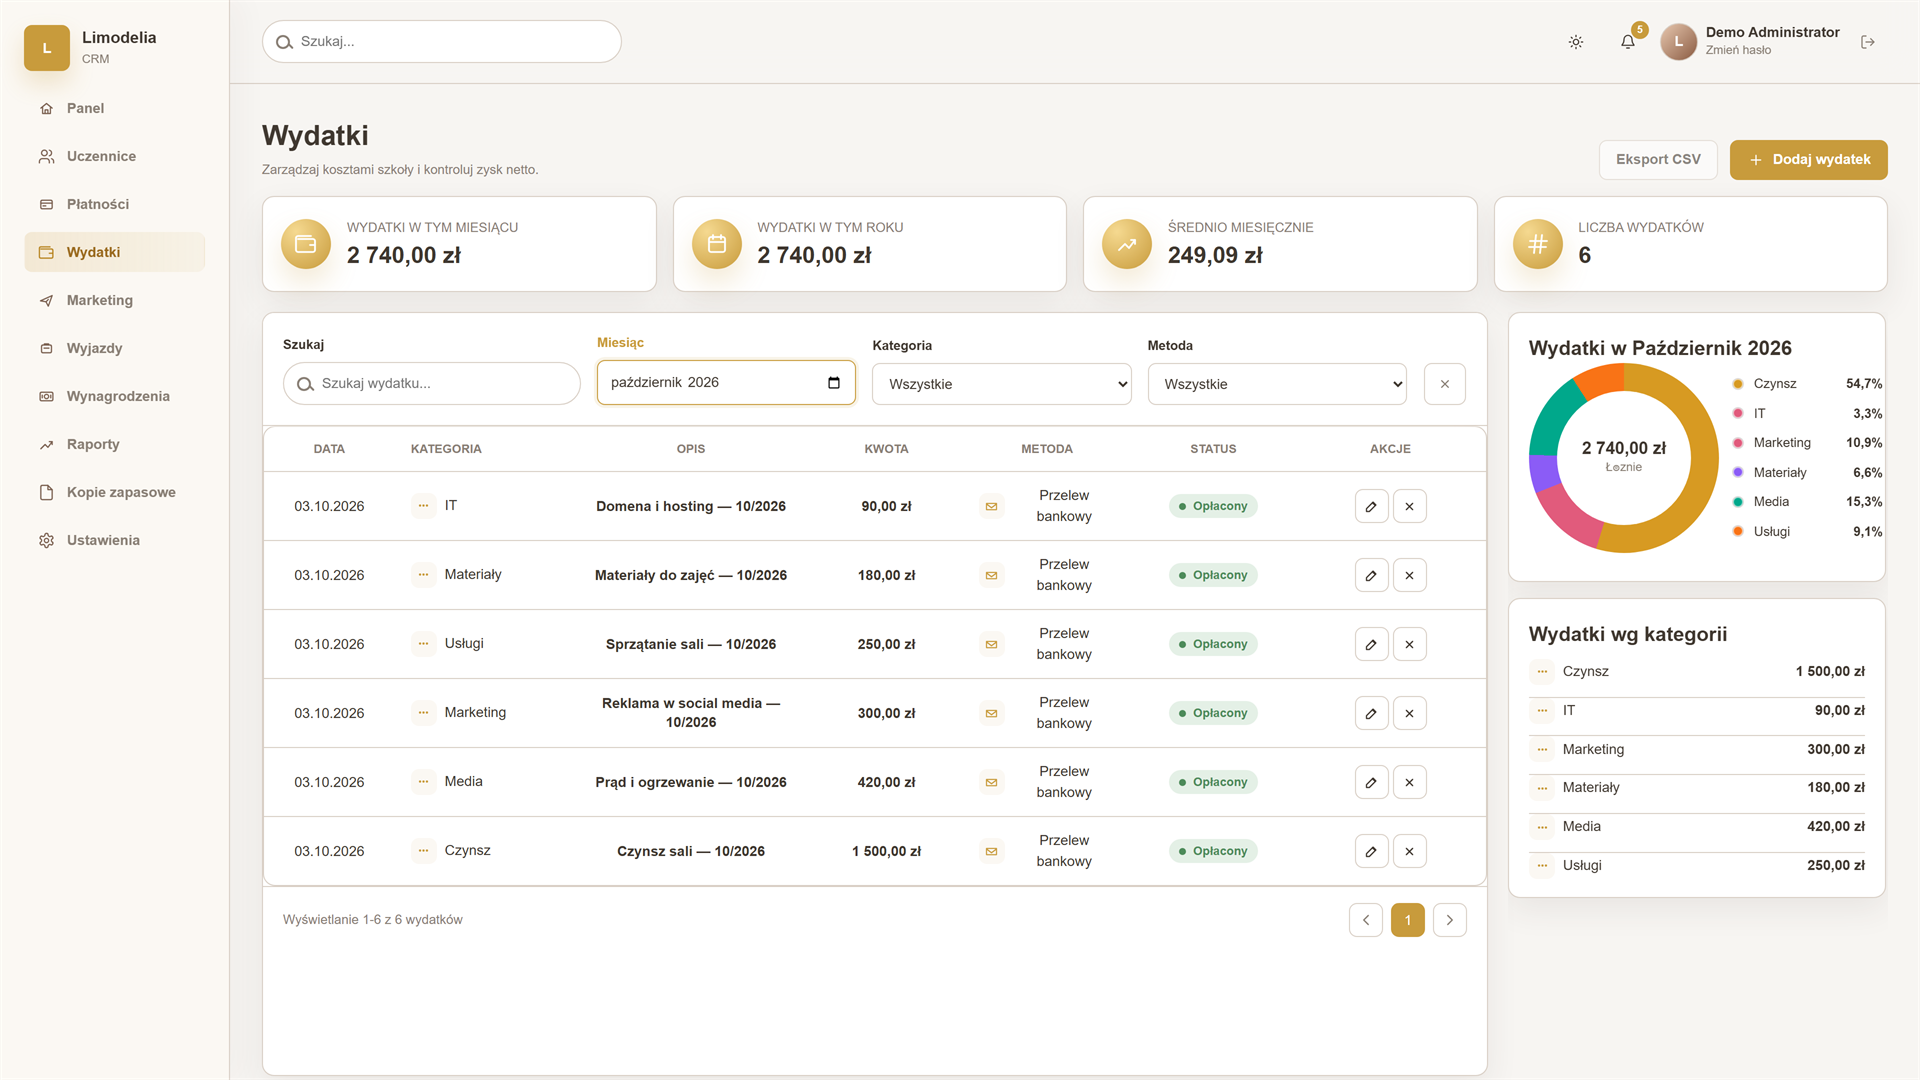 L
Limodelia
CRM
Panel
Uczennice
Płatności
Wydatki
Marketing
Wyjazdy
Wynagrodzenia
Raporty
Kopie zapasowe
Ustawienia
Szukaj...
5
L
Demo Administrator
Zmień hasło
Wydatki
Zarządzaj kosztami szkoły i kontroluj zysk netto.
Eksport CSV
Dodaj wydatek
WYDATKI W TYM MIESIĄCU
2 740,00 zł
WYDATKI W TYM ROKU
2 740,00 zł
ŚREDNIO MIESIĘCZNIE
249,09 zł
LICZBA WYDATKÓW
6
Szukaj
Szukaj wydatku...
Miesiąc
październik 2026
Kategoria
Wszystkie
Metoda
Wszystkie
DATA KATEGORIA OPIS KWOTA METODA STATUS AKCJE
03.10.2026 IT Domena i hosting — 10/2026 90,00 zł Przelew bankowy Opłacony
03.10.2026 Materiały Materiały do zajęć — 10/2026 180,00 zł Przelew bankowy Opłacony
03.10.2026 Usługi Sprzątanie sali — 10/2026 250,00 zł Przelew bankowy Opłacony
03.10.2026 Marketing Reklama w social media — 10/2026 300,00 zł Przelew bankowy Opłacony
03.10.2026 Media Prąd i ogrzewanie — 10/2026 420,00 zł Przelew bankowy Opłacony
03.10.2026 Czynsz Czynsz sali — 10/2026 1 500,00 zł Przelew bankowy Opłacony
Wyświetlanie 1-6 z 6 wydatków
1
Wydatki w Październik 2026
2 740,00 zł
Czynsz 54,7%
IT 3,3%
Marketing 10,9%
Materiały 6,6%
Media 15,3%
Usługi 9,1%
Wydatki wg kategorii
Czynsz 1 500,00 zł
IT 90,00 zł
Marketing 300,00 zł
Materiały 180,00 zł
Media 420,00 zł
Usługi 250,00 zł